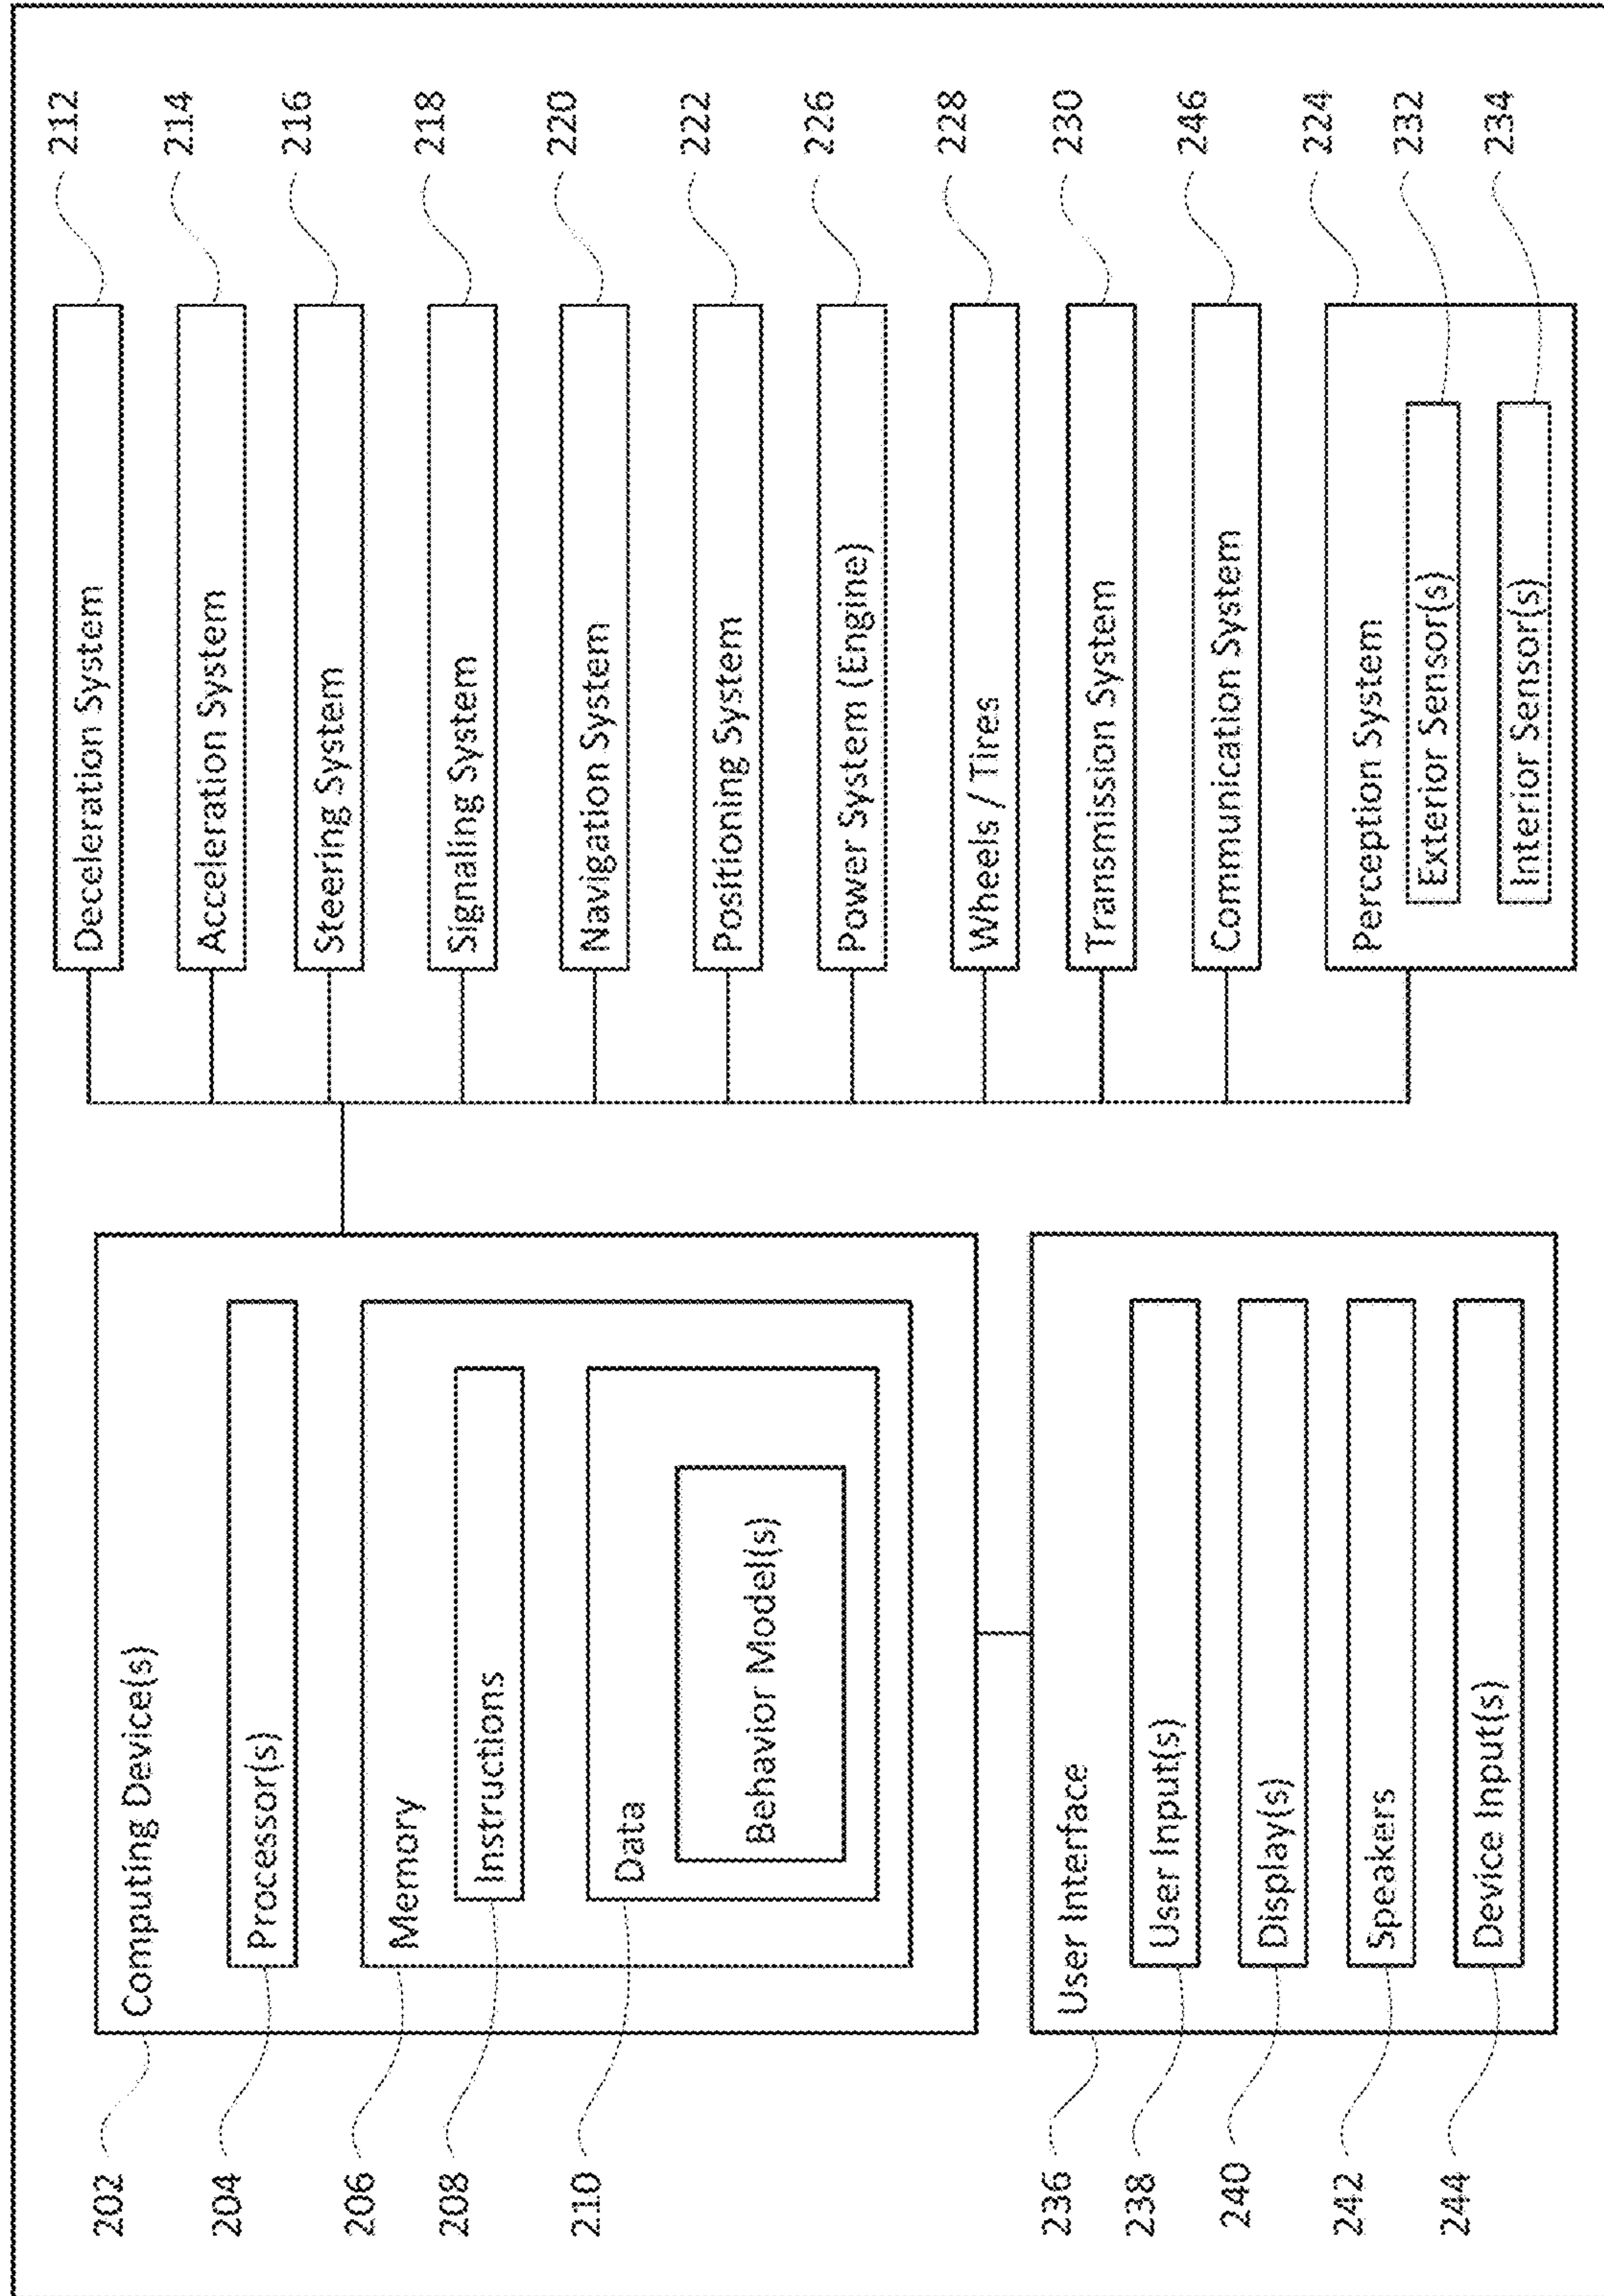 202
Computing Device(s)
204
Processor(s)
206
Memory
208
Instructions
210
Data
Behavior Model(s)
236
User Interface
238
User Input(s)
240
Display(s)
242
Speakers
244
Device Input(s)
Deceleration System
212
Acceleration System
214
Steering System
216
Signaling System
218
Navigation System
220
Positioning System
222
Power System (Engine)
226
Wheels / Tires
228
Transmission System
230
Communication System
246
Perception System
224
Exterior Sensor(s)
232
Interior Sensor(s)
234